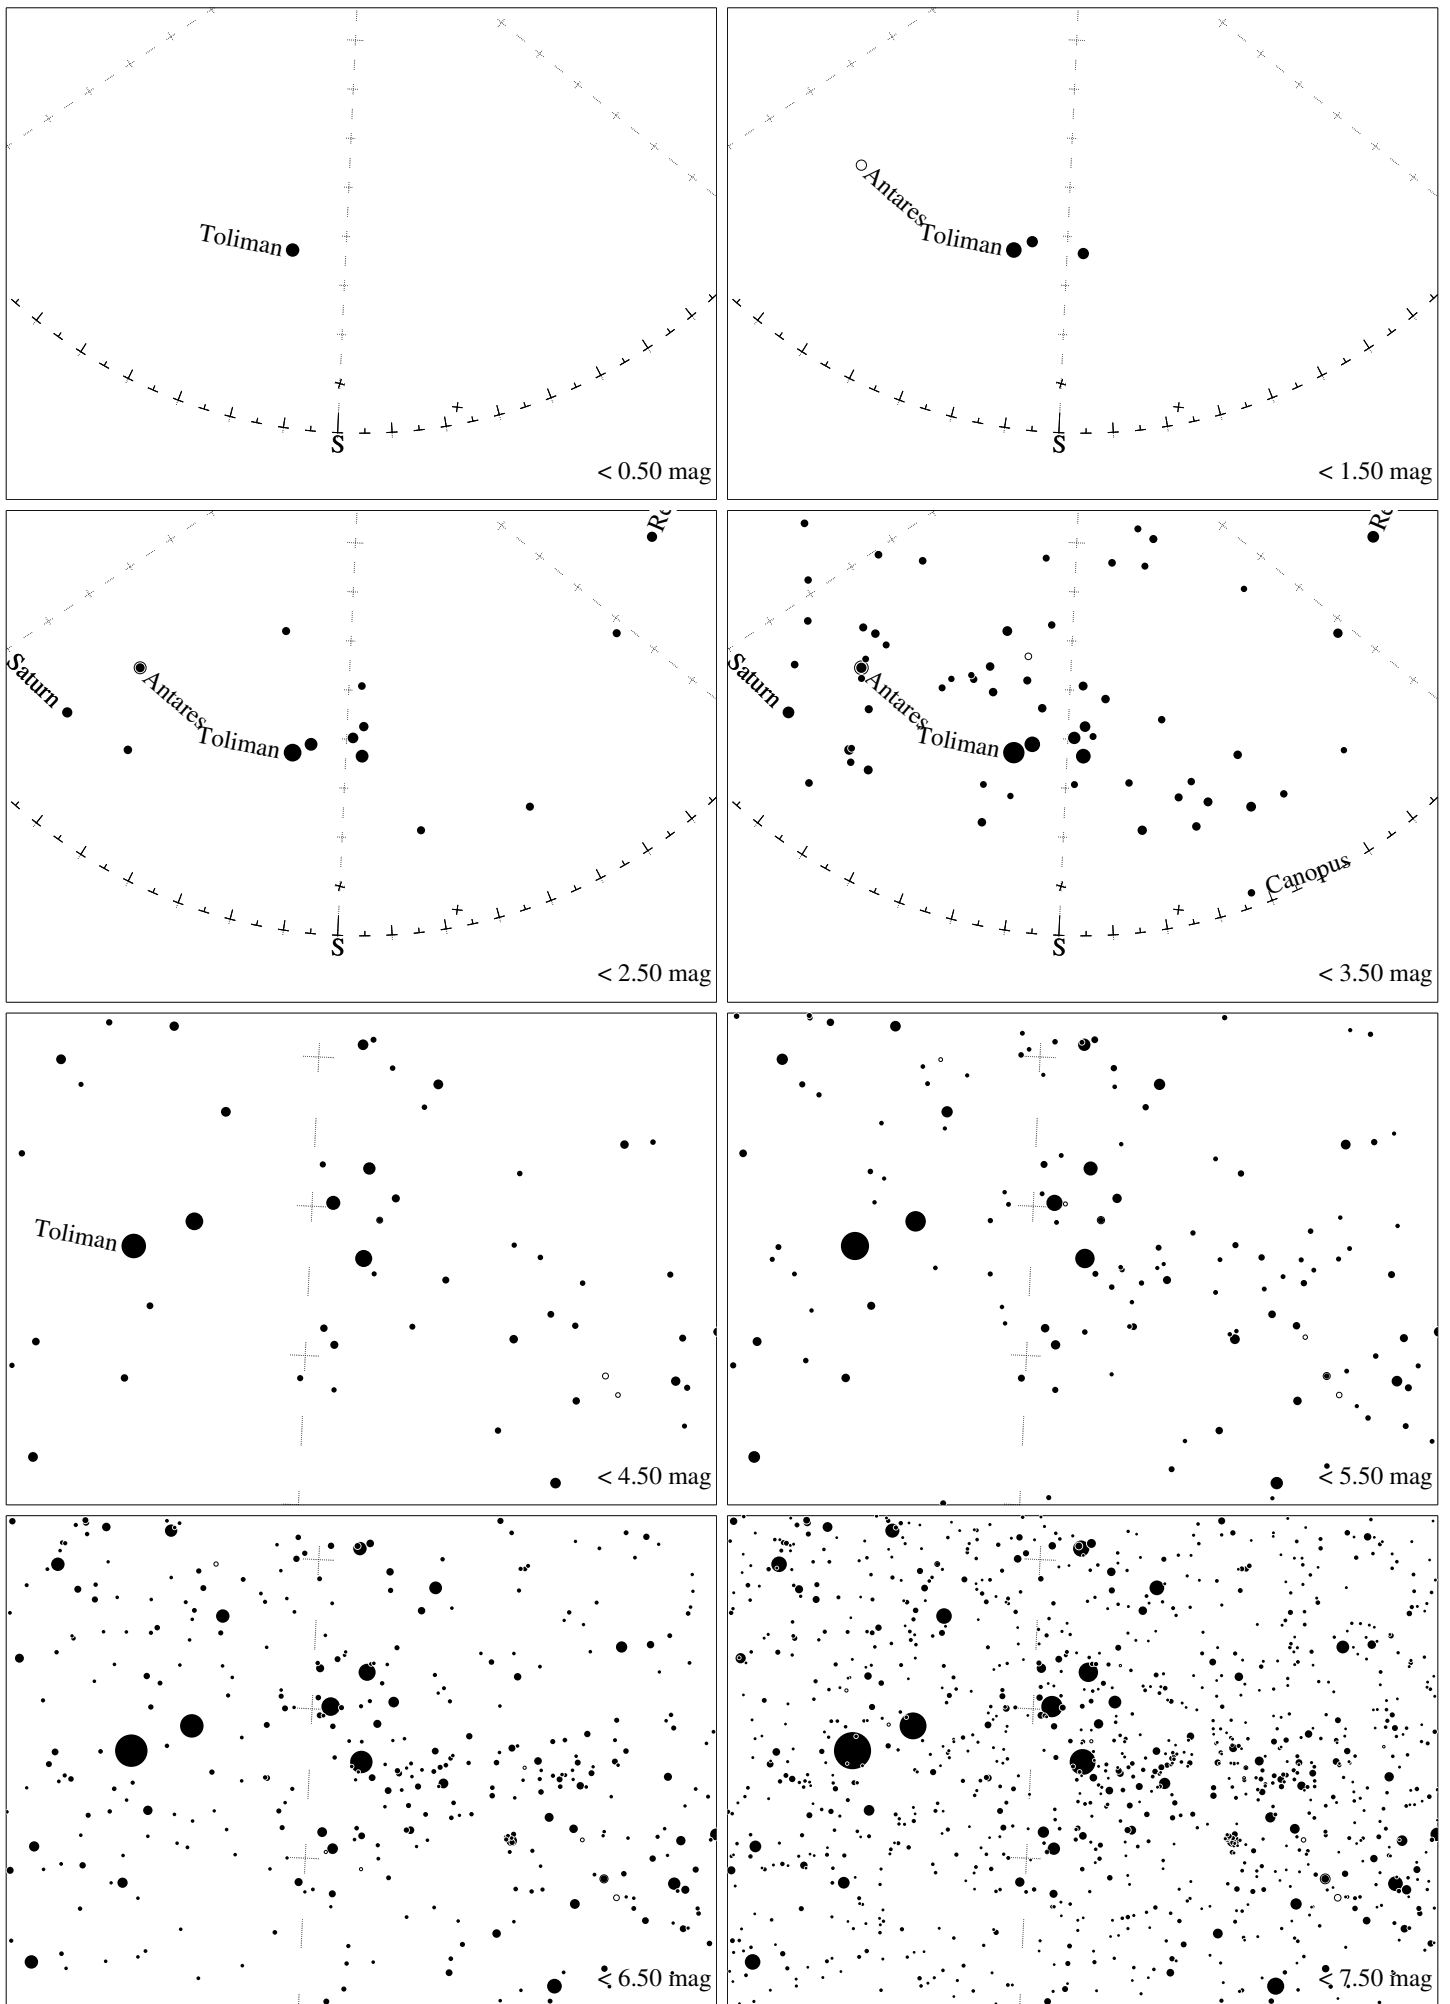 Toliman
S
< 0.50 mag
Antares
Toliman
S
< 1.50 mag
Saturn
Antares
Toliman
S
< 2.50 mag
Saturn
Antares
Toliman
Canopus
S
< 3.50 mag
Toliman
< 4.50 mag
< 5.50 mag
< 6.50 mag
< 7.50 mag